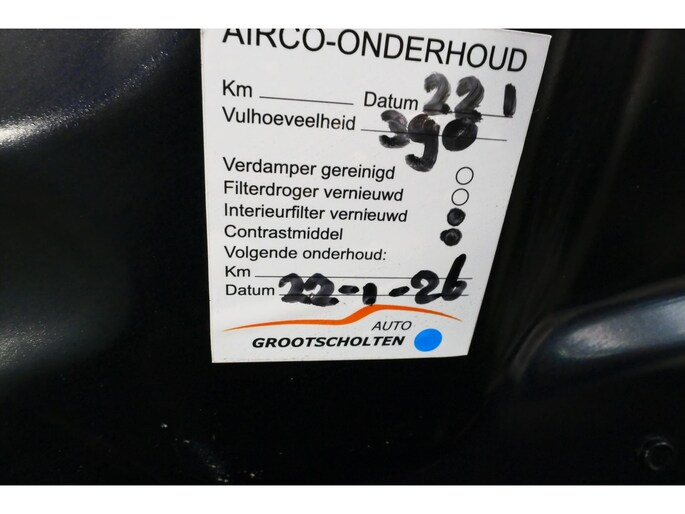 AIRCO-ONDERHOUD
Km Datum 22 1
Vulhoeveelheid 390
Verdamper gereinigd
Filterdroger vernieuwd
Interieurfilter vernieuwd
Contrastmiddel
Volgende onderhoud:
Km
Datum 22-1-26
AUTO
GROOTSCHOLTEN